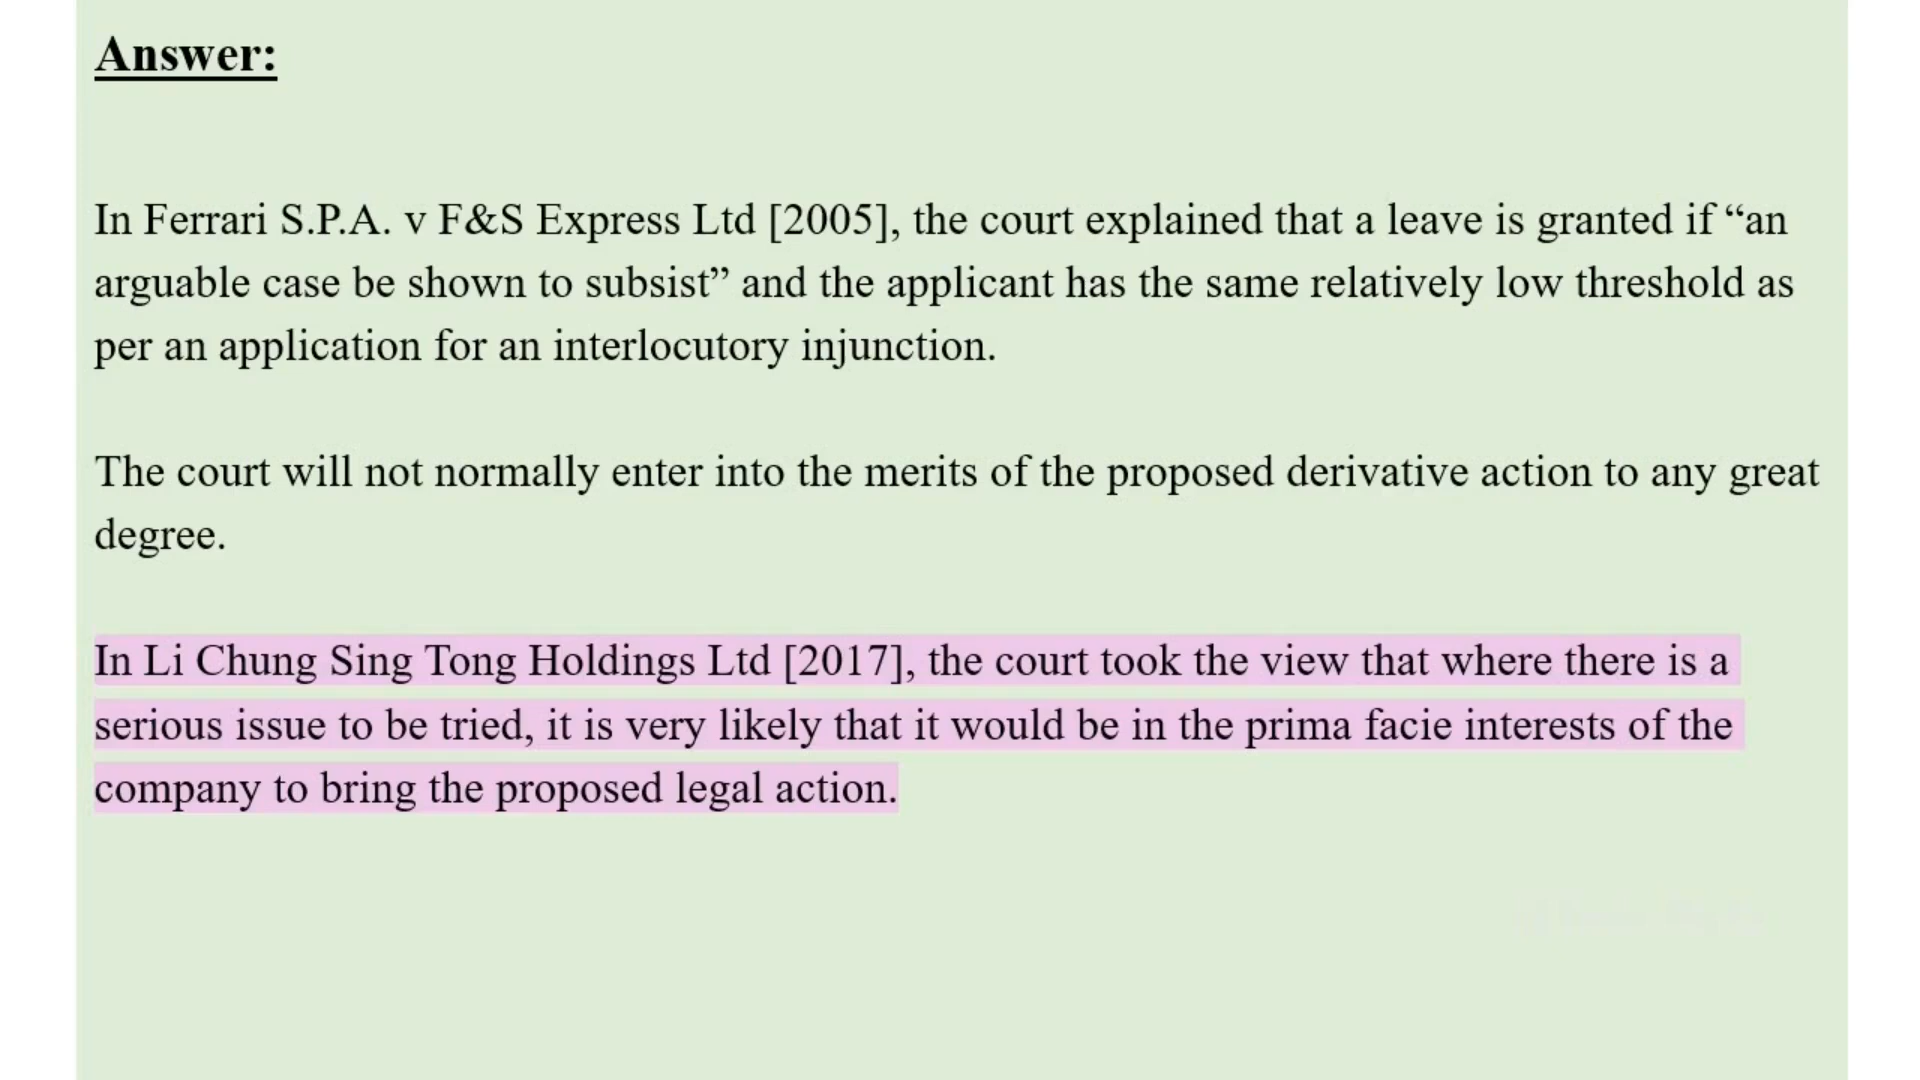 Answer:
In Ferrari S.P.A. v F&S Express Ltd [2005], the court explained that a leave is granted if “an
arguable case be shown to subsist” and the applicant has the same relatively low threshold as
per an application for an interlocutory injunction.
The court will not normally enter into the merits of the proposed derivative action to any great
degree.
In Li Chung Sing Tong Holdings Ltd [2017], the court took the view that where there is a
serious issue to be tried, it is very likely that it would be in the prima facie interests of the
company to bring the proposed legal action.